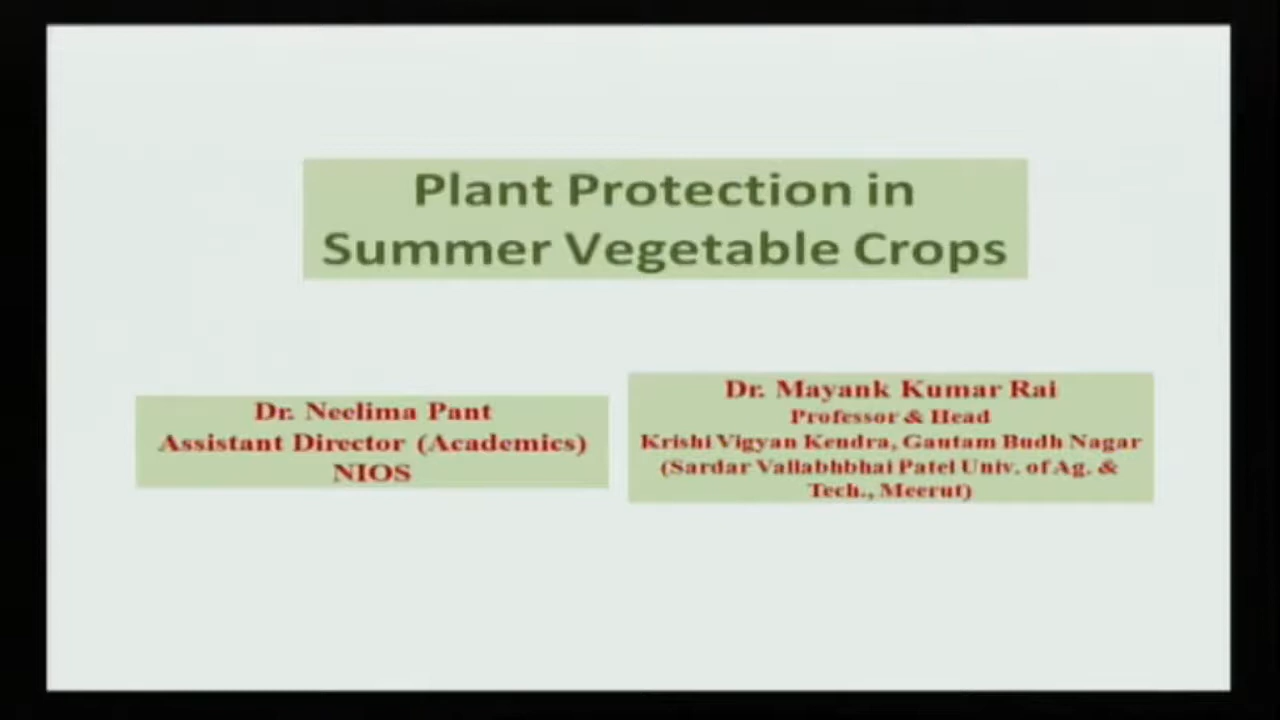 Plant Protection in
Summer Vegetable Crops
Dr. Neelima Pant
Assistant Director (Academics)
NIOS
Dr. Mayank Kumar Rai
Professor & Head
Krishi Vigyan Kendra, Gautam Budh Nagar
(Sardar Vallabhbhai Patel Univ. of Ag. &
Tech., Meerut)